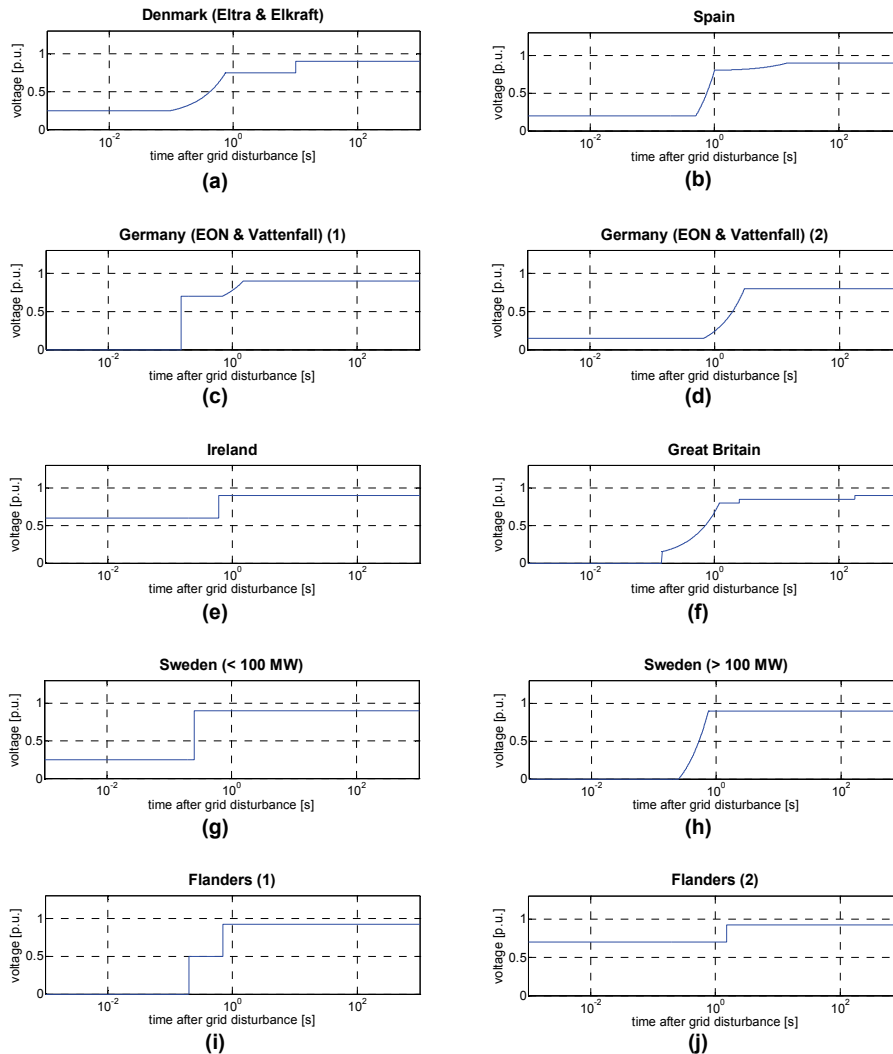 Denmark (Eltra & Elkraft)
voltage [p.u.]
1
0.5
0
10^-2
10^0
10^2
time after grid disturbance [s]
(a)
Spain
voltage [p.u.]
1
0.5
0
10^-2
10^0
10^2
time after grid disturbance [s]
(b)
Germany (EON & Vattenfall) (1)
voltage [p.u.]
1
0.5
0
10^-2
10^0
10^2
time after grid disturbance [s]
(c)
Germany (EON & Vattenfall) (2)
voltage [p.u.]
1
0.5
0
10^-2
10^0
10^2
time after grid disturbance [s]
(d)
Ireland
voltage [p.u.]
1
0.5
0
10^-2
10^0
10^2
time after grid disturbance [s]
(e)
Great Britain
voltage [p.u.]
1
0.5
0
10^-2
10^0
10^2
time after grid disturbance [s]
(f)
Sweden (< 100 MW)
voltage [p.u.]
1
0.5
0
10^-2
10^0
10^2
time after grid disturbance [s]
(g)
Sweden (> 100 MW)
voltage [p.u.]
1
0.5
0
10^-2
10^0
10^2
time after grid disturbance [s]
(h)
Flanders (1)
voltage [p.u.]
1
0.5
0
10^-2
10^0
10^2
time after grid disturbance [s]
(i)
Flanders (2)
voltage [p.u.]
1
0.5
0
10^-2
10^0
10^2
time after grid disturbance [s]
(j)